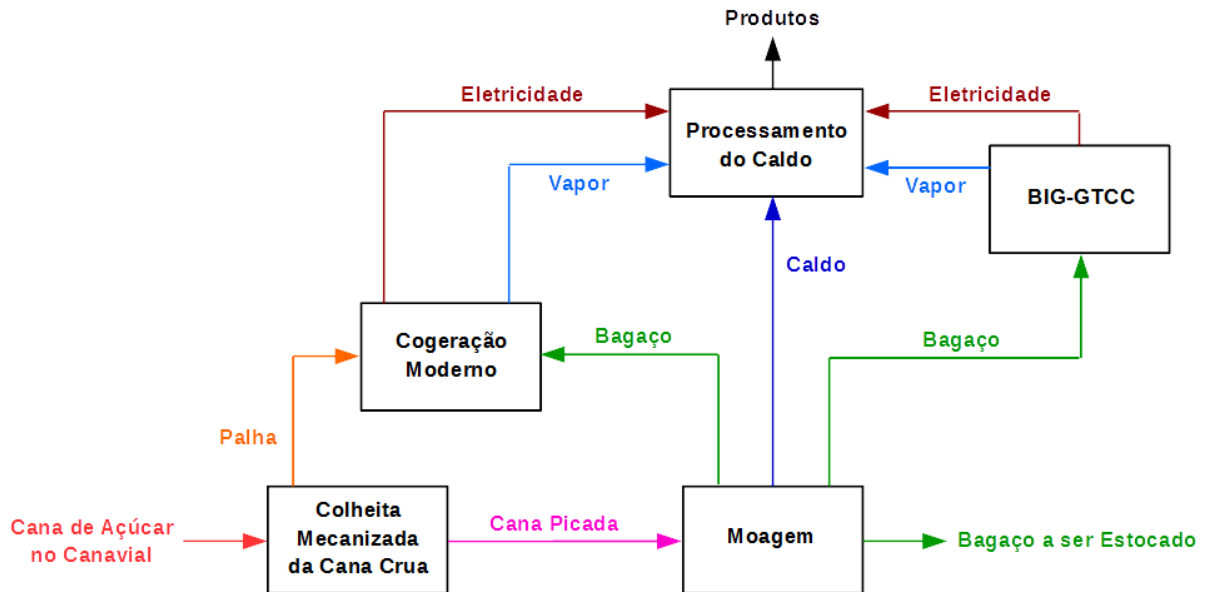 Produtos
Eletricidade
Eletricidade
Processamento
do Caldo
Vapor
Vapor
BIG-GTCC
Caldo
Cogeração
Moderno
Bagaço
Bagaço
Palha
Cana de Açúcar
no Canavial
Colheita
Mecanizada
da Cana Crua
Cana Picada
Moagem
Bagaço a ser Estocado